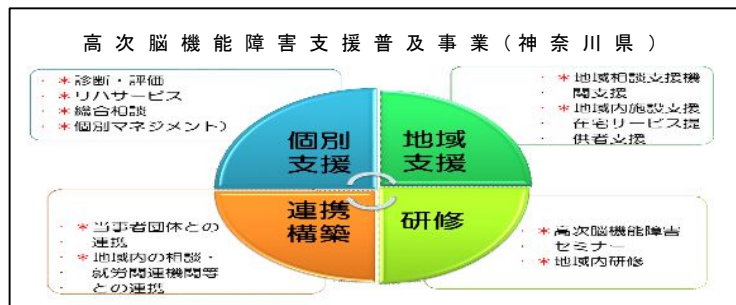 高次脳機能障害支援普及事業(神奈川県)
・＊診断・評価
・＊リハサービス
・＊総合相談
・＊個別マネジメント)
・＊地域相談支援機
・ 関支援
・＊地域内施設支援
・ 在宅サービス提
・ 供者支援
個別
支援
地域
支援
連携
構築
研修
・＊当事者団体との
・ 連携
・＊地域内の相談・
・ 就労関連機関等
・ との連携
・＊高次脳機能障害
・ セミナー
・＊地域内研修